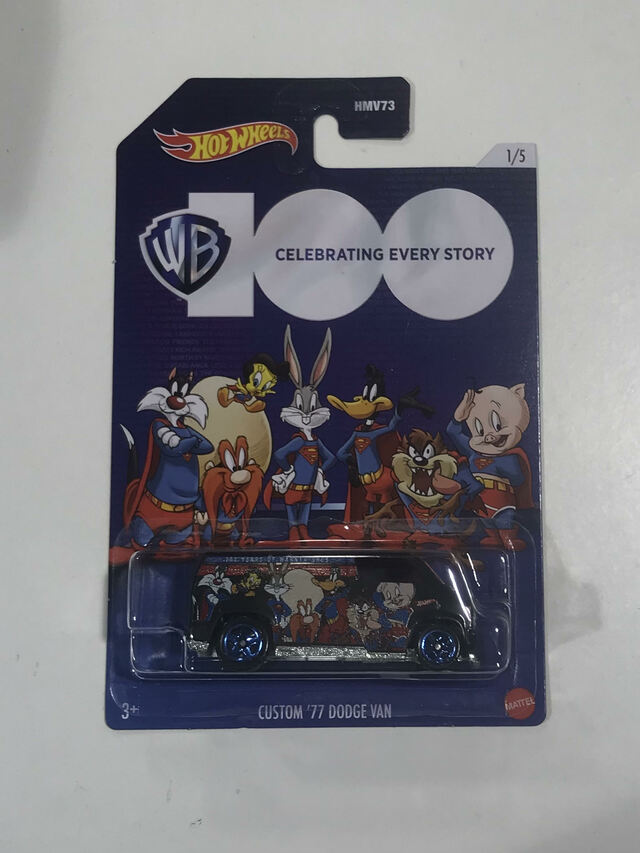 HMV73
HOT WHEELS
1/5
WB
100
CELEBRATING EVERY STORY
3+
CUSTOM '77 DODGE VAN
MATTEL